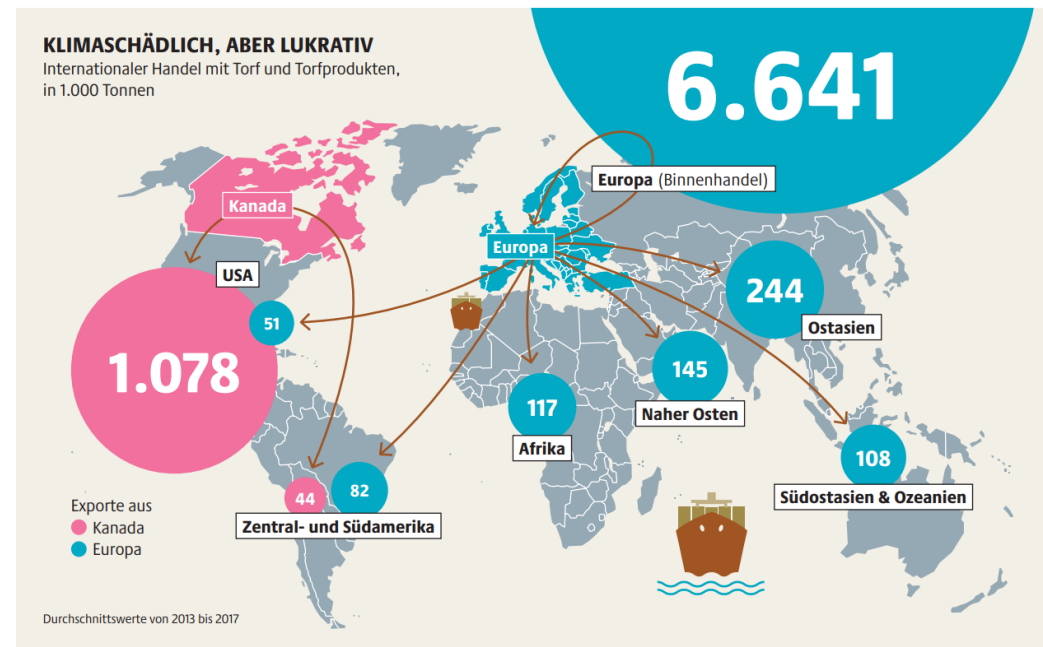 KLIMASCHÄDLICH, ABER LUKRATIV
Internationaler Handel mit Torf und Torfprodukten,
in 1.000 Tonnen
6.641
Europa (Binnenhandel)
Kanada
Europa
USA
244
51
Ostasien
1.078
145
117
Naher Osten
Afrika
108
44
82
Südostasien & Ozeanien
Zentral- und Südamerika
Exporte aus
Kanada
Europa
Durchschnittswerte von 2013 bis 2017